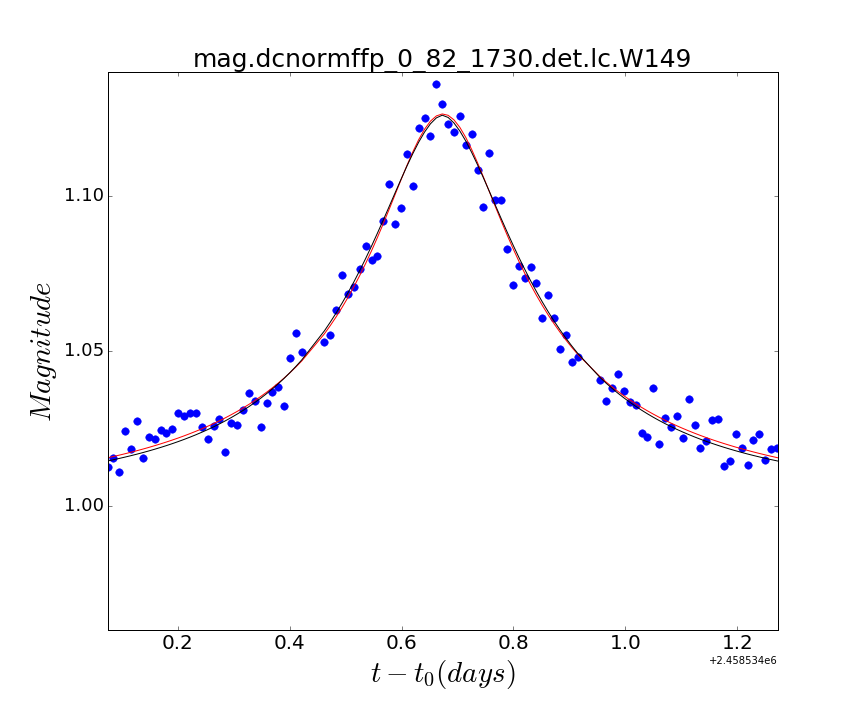 mag.dcnormffp_0_82_1730.det.lc.W149
Magnitude
1.10
1.05
1.00
0.2 0.4 0.6 0.8 1.0 1.2
+2.458534e6
t − t₀(days)